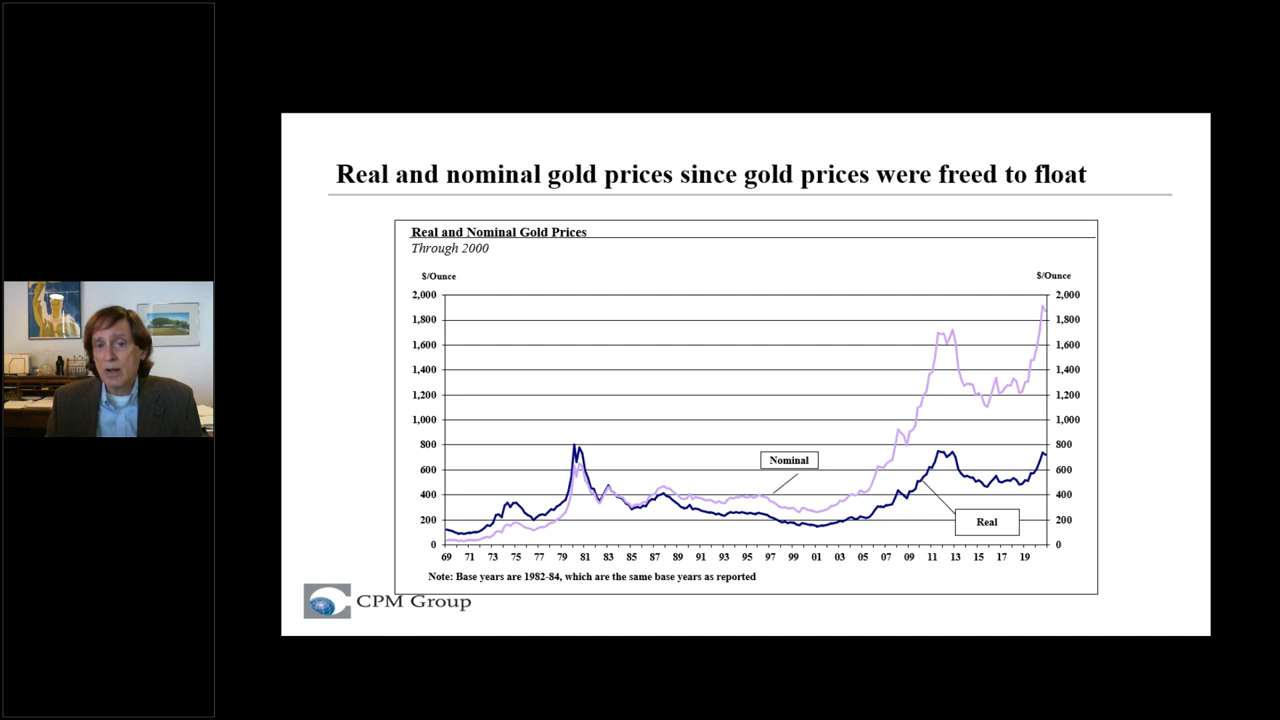 Real and nominal gold prices since gold prices were freed to float
Real and Nominal Gold Prices
Through 2000
$/Ounce $/Ounce
2,000 2,000
1,800 1,800
1,600 1,600
1,400 1,400
1,200 1,200
1,000 1,000
800 800
Nominal
600 600
400 400
Real
200 200
0 0
69 71 73 75 77 79 81 83 85 87 89 91 93 95 97 99 01 03 05 07 09 11 13 15 17 19
Note: Base years are 1982-84, which are the same base years as reported
CPM Group